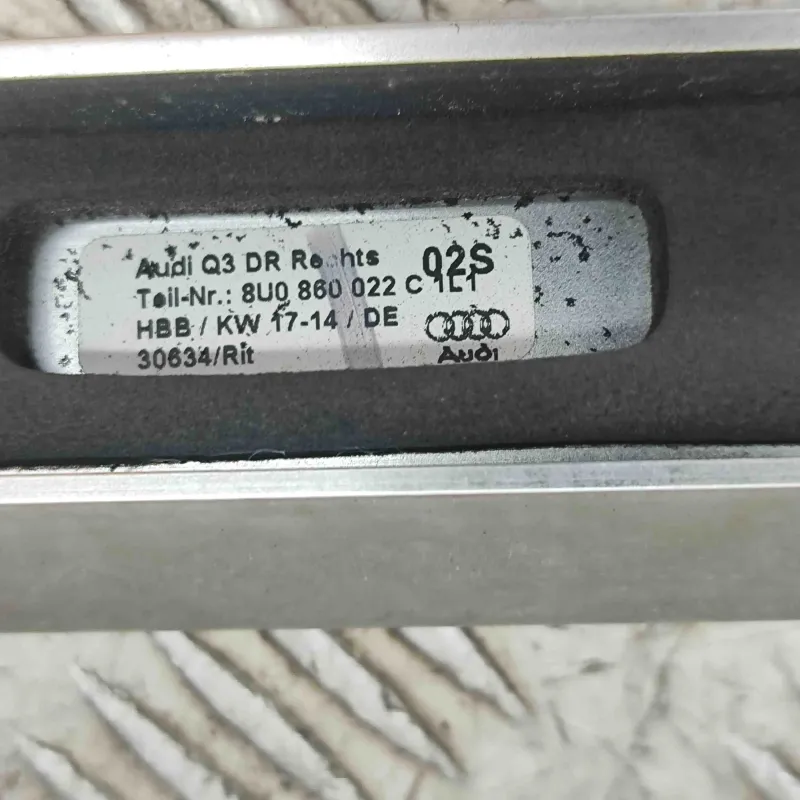 Audi Q3 DR Rechts 02S
Teil-Nr.: 8U0 860 022 C 1L1
HBB / KW 17-14 / DE
30634/Rit
Audi